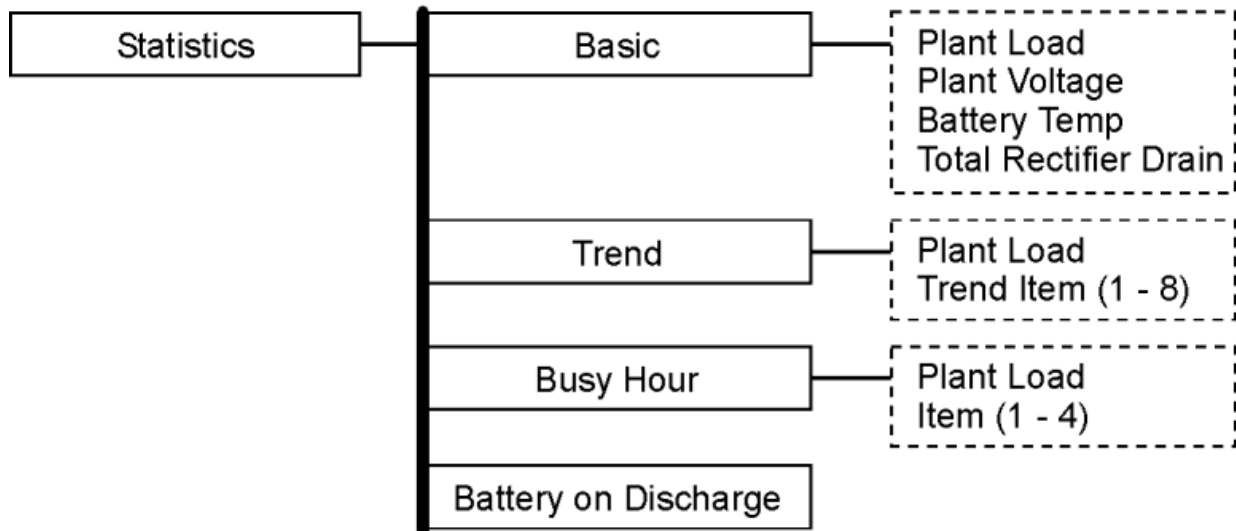 Statistics
Basic
Plant Load
Plant Voltage
Battery Temp
Total Rectifier Drain
Trend
Plant Load
Trend Item (1 - 8)
Busy Hour
Plant Load
Item (1 - 4)
Battery on Discharge